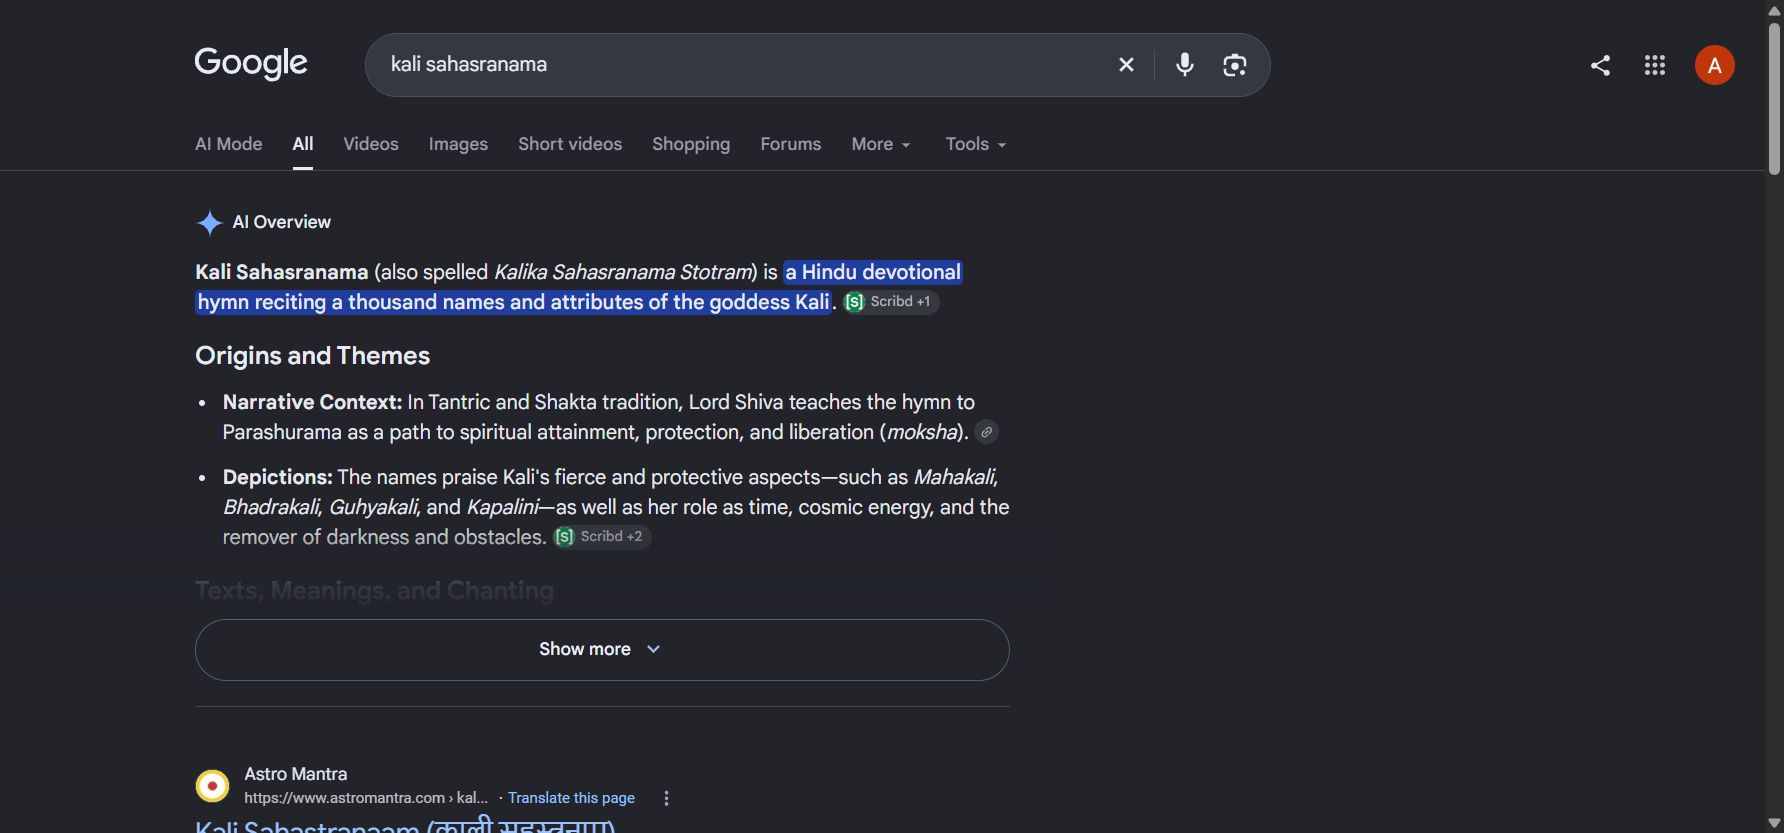 Google
kali sahasranama
A
AI Mode All Videos Images Short videos Shopping Forums More Tools
AI Overview
Kali Sahasranama (also spelled Kalika Sahasranama Stotram) is a Hindu devotional
hymn reciting a thousand names and attributes of the goddess Kali. [S] Scribd +1
Origins and Themes
• Narrative Context: In Tantric and Shakta tradition, Lord Shiva teaches the hymn to
Parashurama as a path to spiritual attainment, protection, and liberation (moksha).
• Depictions: The names praise Kali's fierce and protective aspects—such as Mahakali,
Bhadrakali, Guhyakali, and Kapalini—as well as her role as time, cosmic energy, and the
remover of darkness and obstacles. [S] Scribd +2
Texts, Meanings, and Chanting
Show more
Astro Mantra
https://www.astromantra.com › kal... · Translate this page
Kali Sahastranaam (काली सहस्त्रनाम)